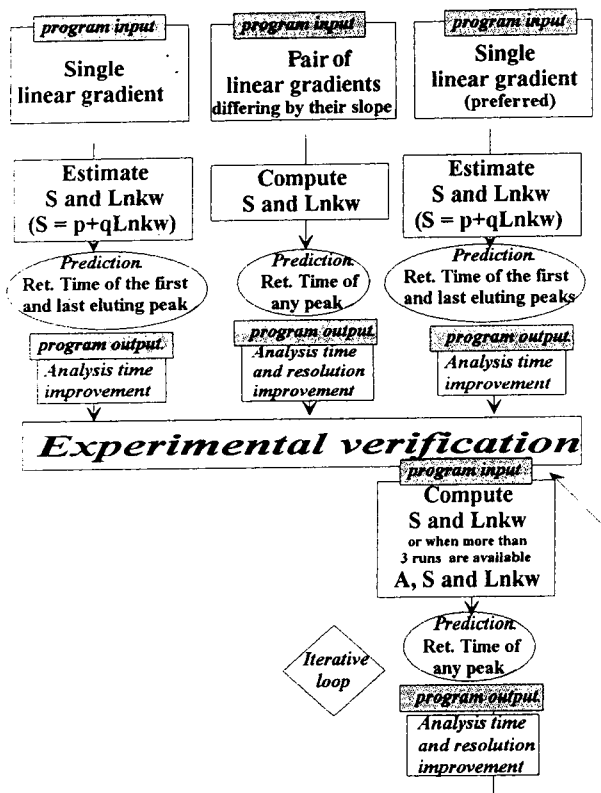 program input
Single
linear gradient
Estimate
S and Lnkw
(S = p+qLnkw)
Prediction.
Ret. Time of the first
and last eluting peak
program output
Analysis time
improvement
program input
Pair of
linear gradients
differing by their slope
Compute
S and Lnkw
Prediction.
Ret. Time of
any peak
program output
Analysis time
and resolution
improvement
program input
Single
linear gradient
(preferred)
Estimate
S and Lnkw
(S = p+qLnkw)
Prediction.
Ret. Time of the first
and last eluting peaks
program output
Analysis time
improvement
Experimental verification
program input
Compute
S and Lnkw
or when more than
3 runs are available
A, S and Lnkw
Prediction.
Ret. Time of
any peak
Iterative
loop
program output
Analysis time
and resolution
improvement